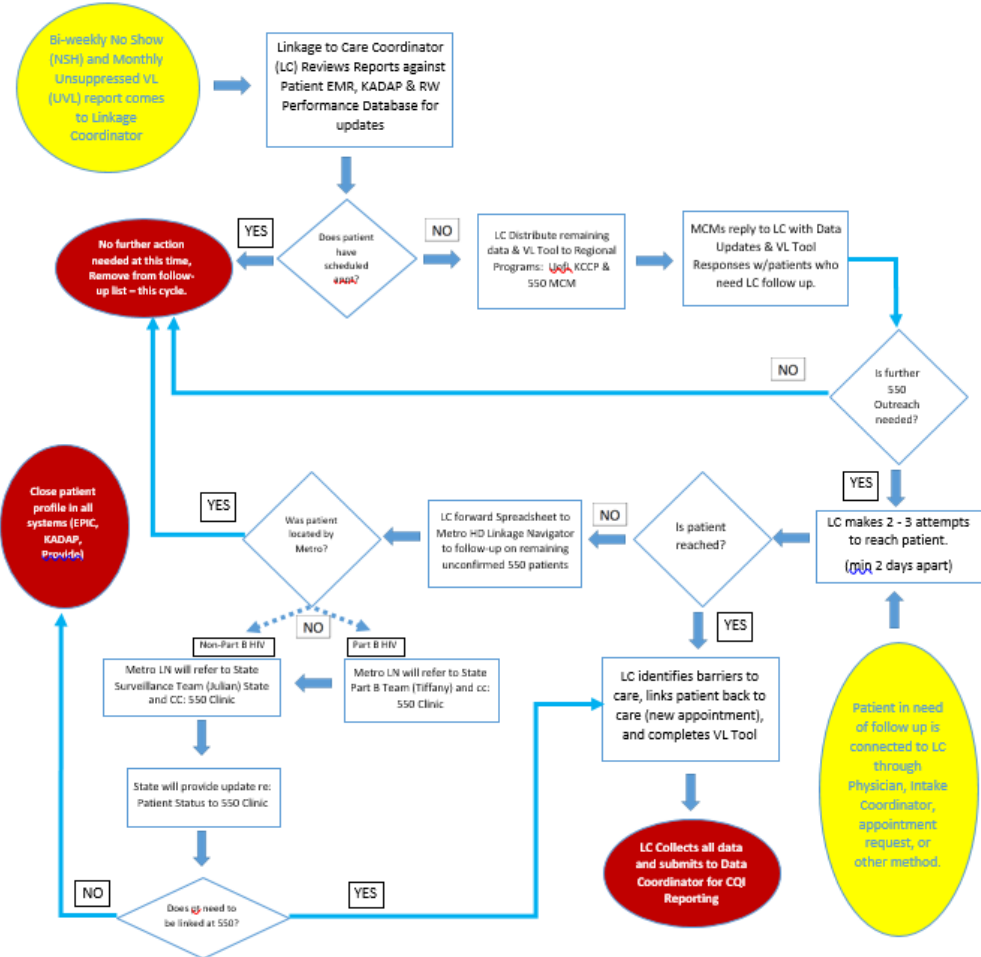 Bi-weekly No Show
(NSH) and Monthly
Unsuppressed VL
(UVL) report comes
to Linkage
Coordinator
Linkage to Care Coordinator
(LC) Reviews Reports against
Patient EMR, KADAP & RW
Performance Database for
updates
Does patient
have
scheduled
appt?
YES
NO
No further action
needed at this time,
Remove from follow-
up list – this cycle.
LC Distribute remaining
data & VL Tool to Regional
Programs: UofL KCCP &
550 MCM
MCMs reply to LC with Data
Updates & VL Tool
Responses w/patients who
need LC follow up.
Is further
550
Outreach
needed?
NO
YES
LC makes 2 - 3 attempts
to reach patient.
(min 2 days apart)
Patient in need
of follow up is
connected to LC
through
Physician, Intake
Coordinator,
appointment
request, or
other method.
Is patient
reached?
NO
YES
LC forward Spreadsheet to
Metro HD Linkage Navigator
to follow-up on remaining
unconfirmed 550 patients
Was patient
located by
Metro?
YES
NO
Non-Part B HIV
Part B HIV
Metro LN will refer to State
Surveillance Team (Julian) State
and CC: 550 Clinic
Metro LN will refer to State
Part B Team (Tiffany) and cc:
550 Clinic
State will provide update re:
Patient Status to 550 Clinic
Does pt need to
be linked at 550?
NO
YES
Close patient
profile in all
systems (EPIC,
KADAP,
Provide)
LC identifies barriers to
care, links patient back to
care (new appointment),
and completes VL Tool
LC Collects all data
and submits to Data
Coordinator for CQI
Reporting